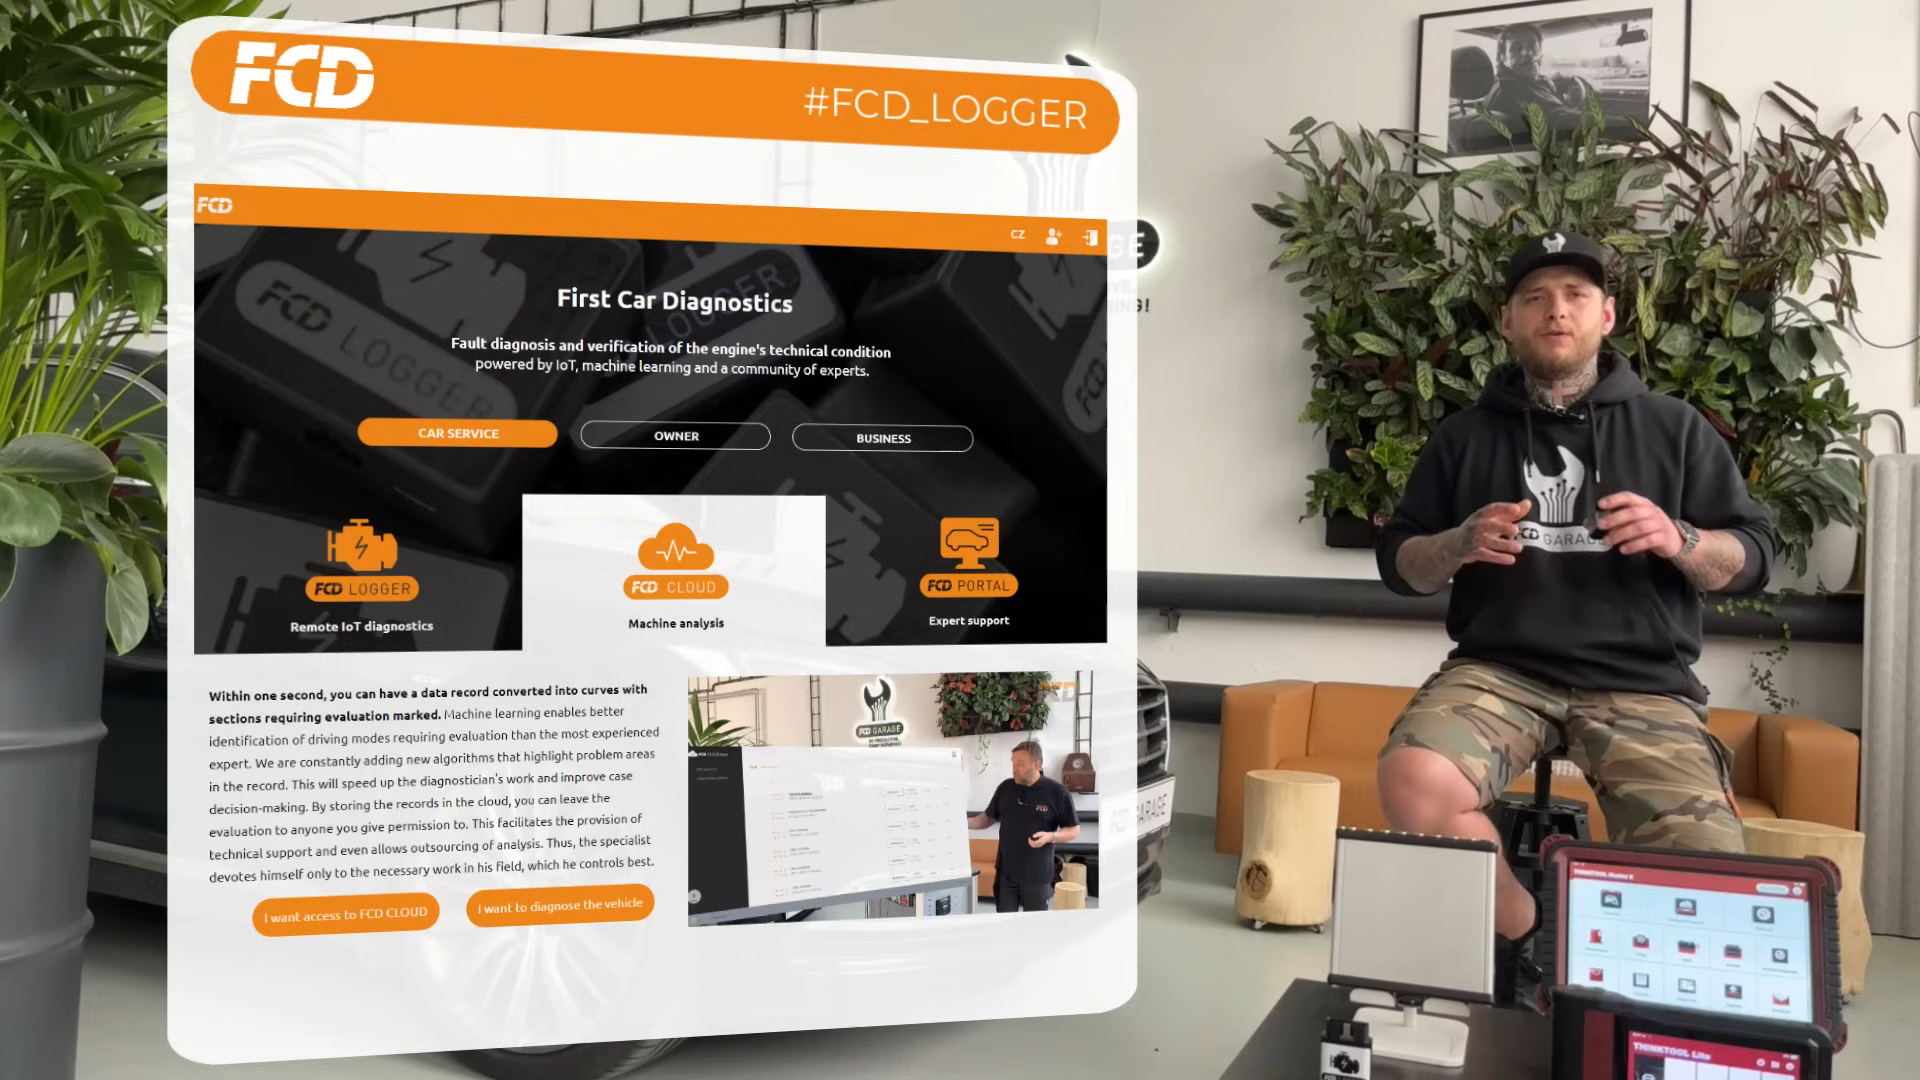 FCD
#FCD_LOGGER
FCD
CZ
FCD LOGGER
LOGGER
First Car Diagnostics
Fault diagnosis and verification of the engine's technical condition
powered by IoT, machine learning and a community of experts.
CAR SERVICE
OWNER
BUSINESS
FCD LOGGER
Remote IoT diagnostics
FCD CLOUD
Machine analysis
FCD PORTAL
Expert support
Within one second, you can have a data record converted into curves with
sections requiring evaluation marked. Machine learning enables better
identification of driving modes requiring evaluation than the most experienced
expert. We are constantly adding new algorithms that highlight problem areas
in the record. This will speed up the diagnostician's work and improve case
decision-making. By storing the records in the cloud, you can leave the
evaluation to anyone you give permission to. This facilitates the provision of
technical support and even allows outsourcing of analysis. Thus, the specialist
devotes himself only to the necessary work in his field, which he controls best.
I want access to FCD CLOUD
I want to diagnose the vehicle
FCD GARAGE
FCD
FCD GARAGE
GARAGE
THINKTOOL Master X
THINKTOOL Lite